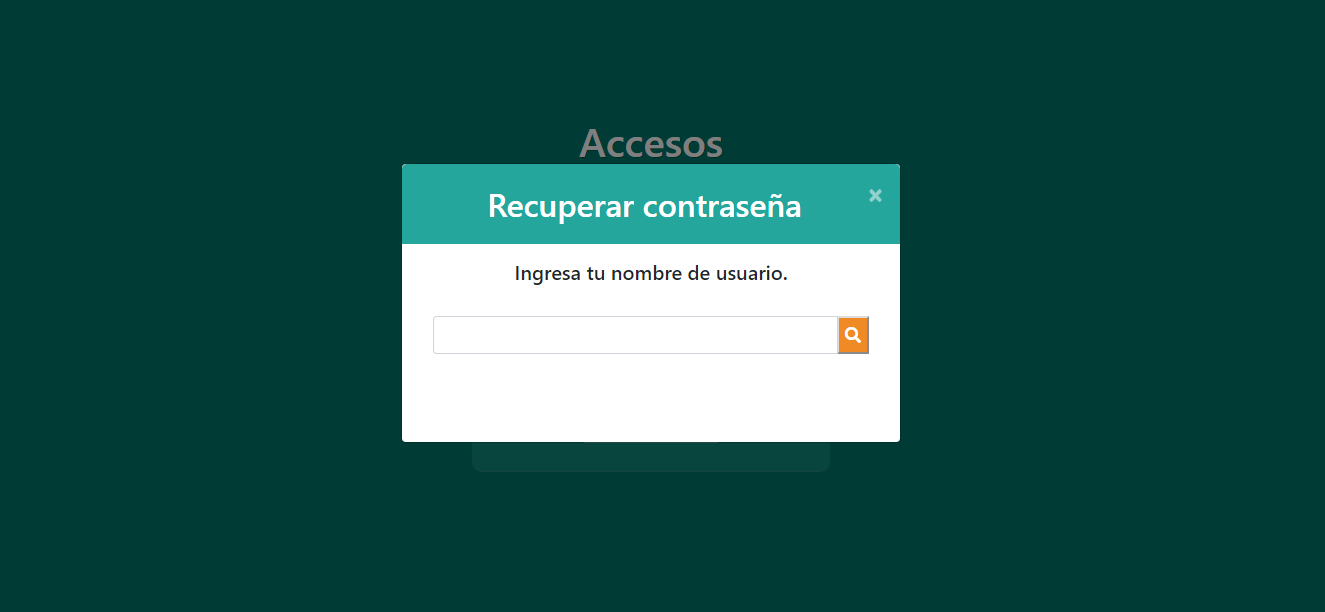 Accesos
Recuperar contraseña
×
Ingresa tu nombre de usuario.